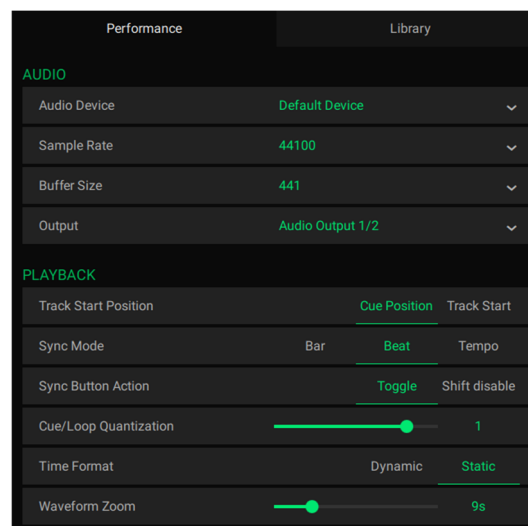 Performance Library
AUDIO
Audio Device Default Device
Sample Rate 44100
Buffer Size 441
Output Audio Output 1/2
PLAYBACK
Track Start Position Cue Position Track Start
Sync Mode Bar Beat Tempo
Sync Button Action Toggle Shift disable
Cue/Loop Quantization 1
Time Format Dynamic Static
Waveform Zoom 9s